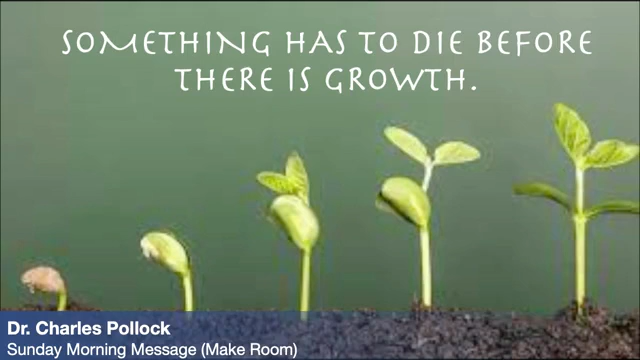 SOMETHING HAS TO DIE BEFORE
THERE IS GROWTH.
Dr. Charles Pollock
Sunday Morning Message (Make Room)